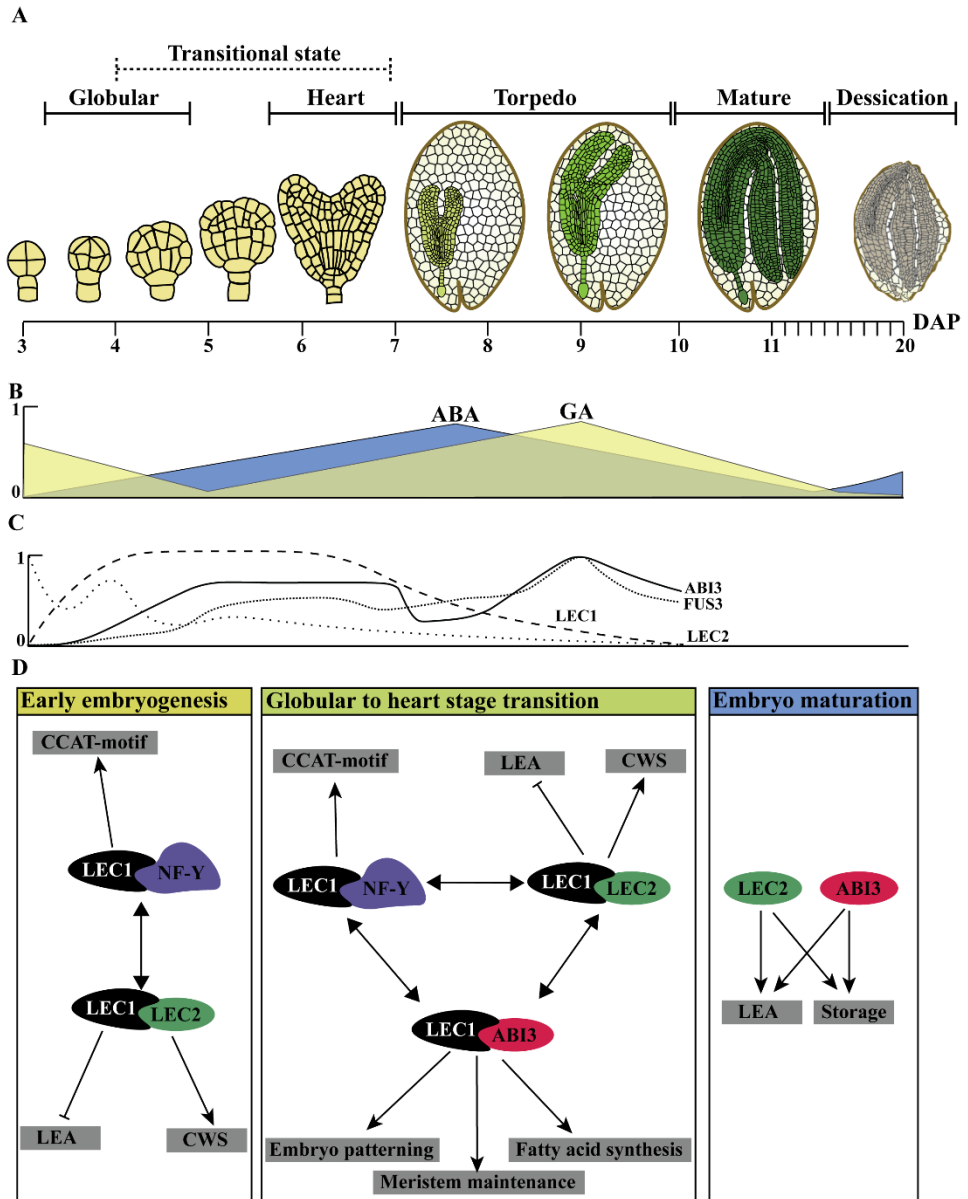 A
Transitional state
Globular Heart Torpedo Mature Dessication
DAP
3 4 5 6 7 8 9 10 11 20
B
1
ABA GA
0
C
1
ABI3
FUS3
LEC1
LEC2
0
D
Early embryogenesis Globular to heart stage transition Embryo maturation
CCAT-motif
LEC1 NF-Y
LEC1 LEC2
LEA CWS
CCAT-motif LEA CWS
LEC1 NF-Y LEC1 LEC2
LEC1 ABI3
Embryo patterning Fatty acid synthesis
Meristem maintenance
LEC2 ABI3
LEA Storage